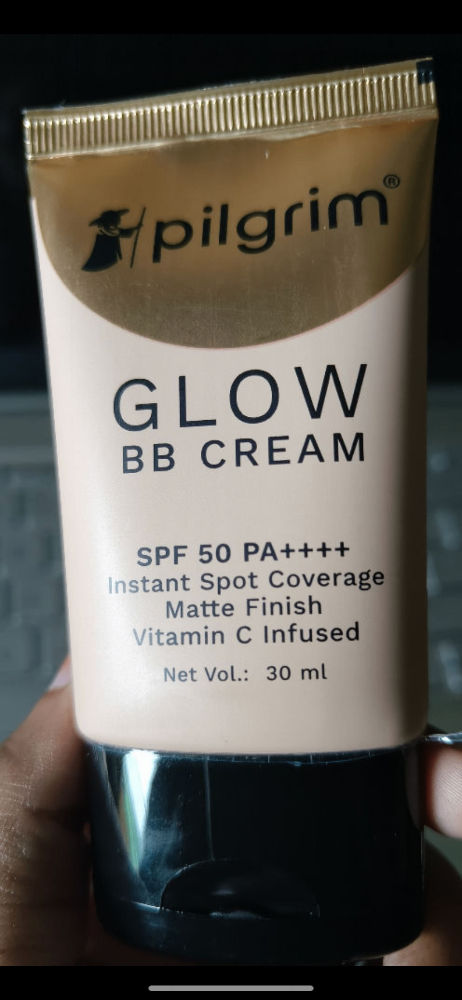 pilgrim®
GLOW
BB CREAM
SPF 50 PA++++
Instant Spot Coverage
Matte Finish
Vitamin C Infused
Net Vol.: 30 ml